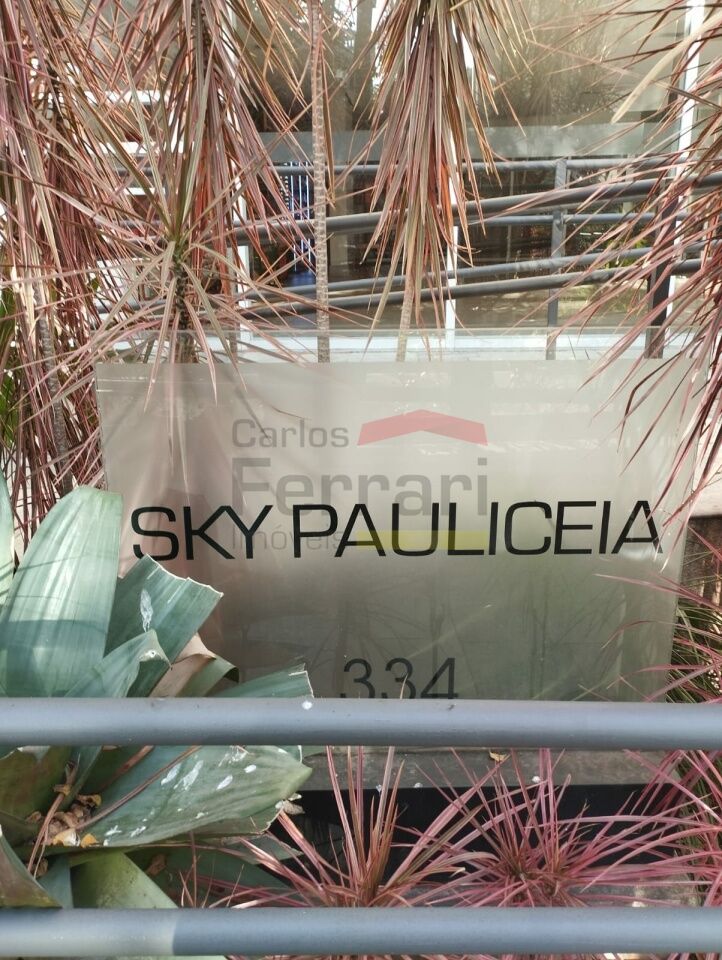 Carlos
Ferrari
Imóveis
SKY PAULICEIA
334